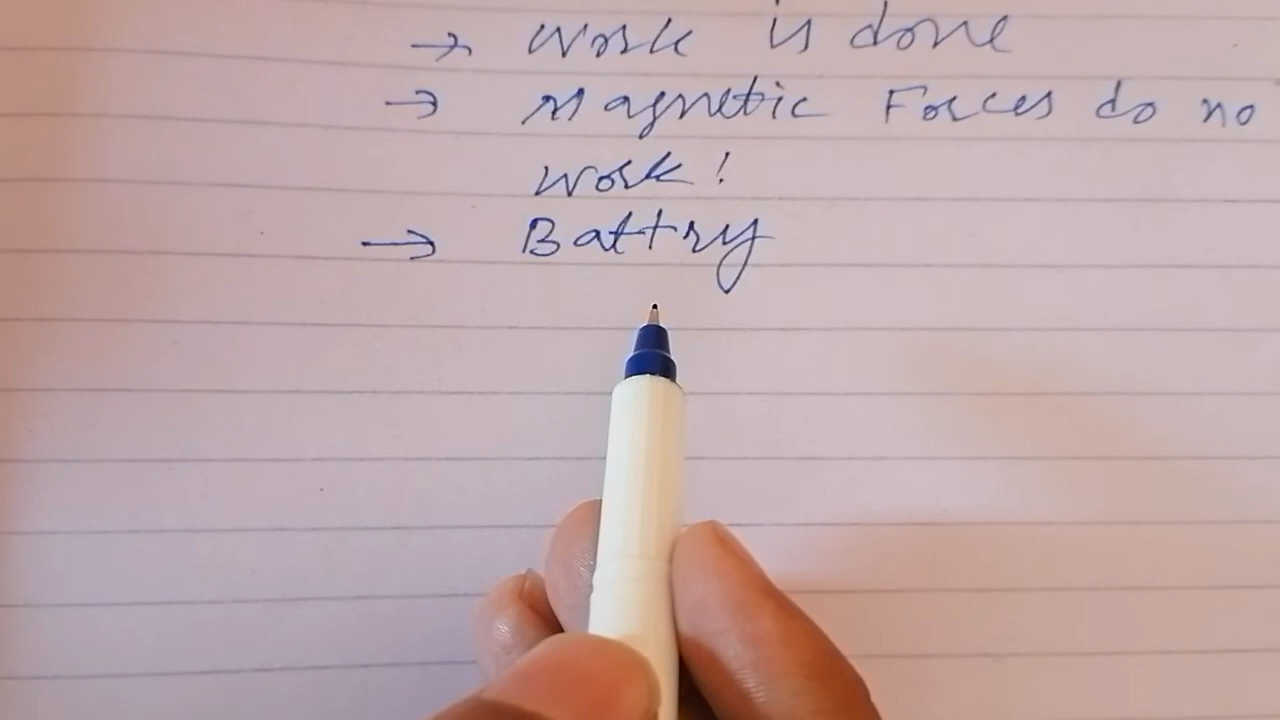 → Work is done
→ Magnetic Forces do no
work!
→ Battry